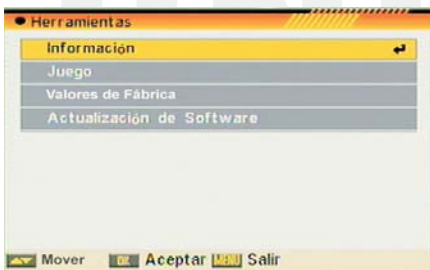 Herramientas
Información
Juego
Valores de Fábrica
Actualización de Software
Mover OK Aceptar MENU Salir